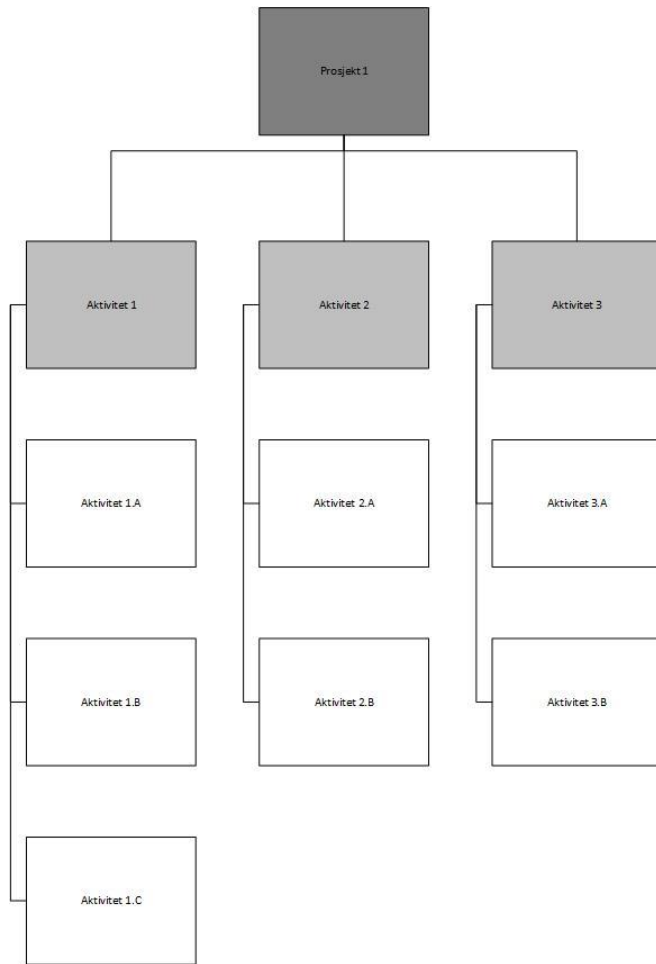 Prosjekt 1
Aktivitet 1
Aktivitet 2
Aktivitet 3
Aktivitet 1.A
Aktivitet 2.A
Aktivitet 3.A
Aktivitet 1.B
Aktivitet 2.B
Aktivitet 3.B
Aktivitet 1.C